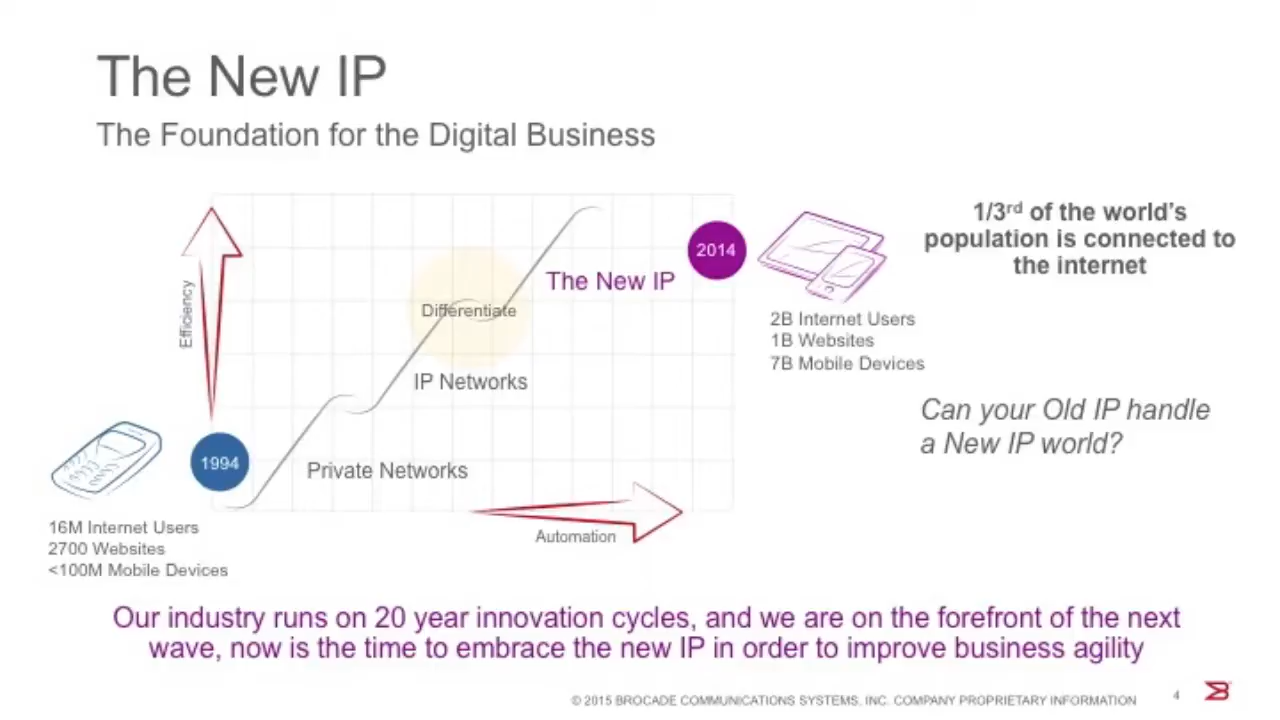 The New IP
The Foundation for the Digital Business
1/3rd of the world's
population is connected to
the internet
2014
The New IP
Differentiate
Efficiency
2B Internet Users
1B Websites
7B Mobile Devices
IP Networks
Can your Old IP handle
a New IP world?
1994
Private Networks
16M Internet Users
2700 Websites
<100M Mobile Devices
Automation
Our industry runs on 20 year innovation cycles, and we are on the forefront of the next
wave, now is the time to embrace the new IP in order to improve business agility
© 2015 BROCADE COMMUNICATIONS SYSTEMS, INC. COMPANY PROPRIETARY INFORMATION
4